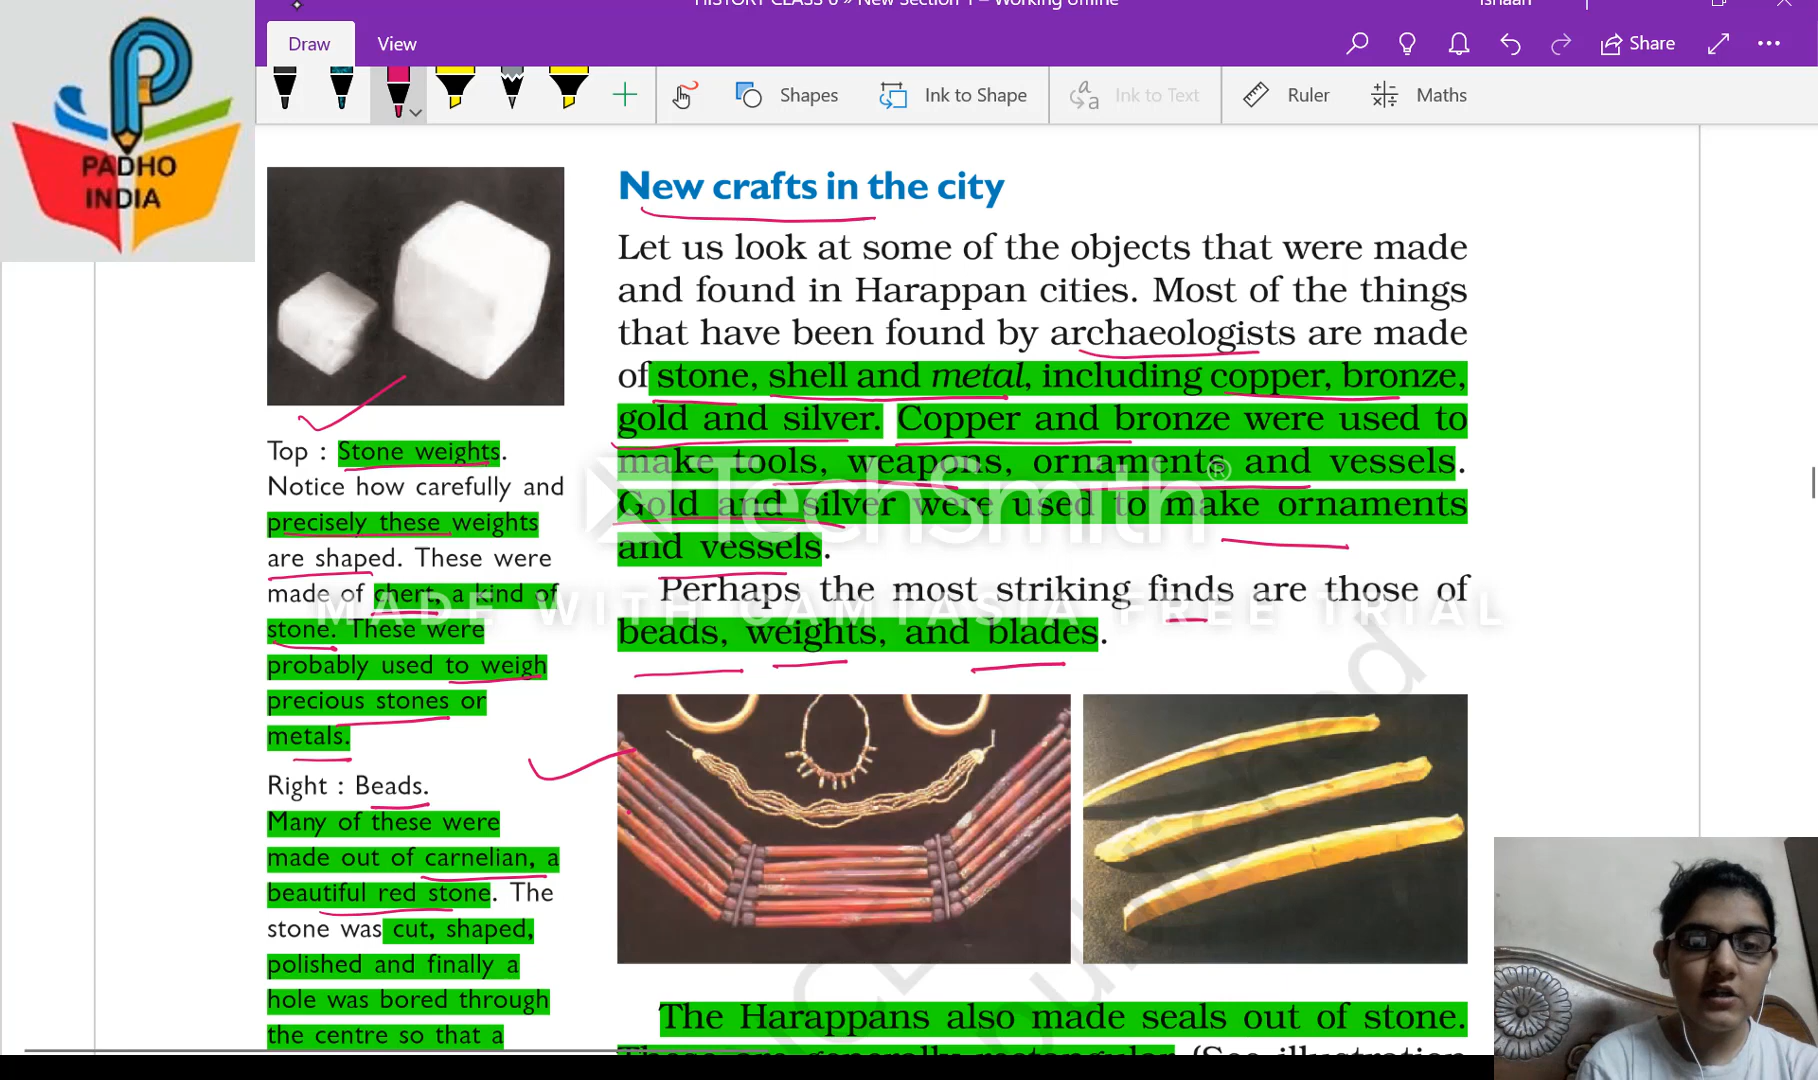 HISTORY CLASS 6 » New Section 1 – Working offline
Ishaan
Draw
View
Share
Shapes
Ink to Shape
Ink to Text
Ruler
Maths
PADHO
INDIA
New crafts in the city
Let us look at some of the objects that were made
and found in Harappan cities. Most of the things
that have been found by archaeologists are made
of stone, shell and metal, including copper, bronze,
gold and silver. Copper and bronze were used to
make tools, weapons, ornaments and vessels.
Gold and silver were used to make ornaments
and vessels.
Perhaps the most striking finds are those of
beads, weights, and blades.
Top : Stone weights.
Notice how carefully and
precisely these weights
are shaped. These were
made of chert, a kind of
stone. These were
probably used to weigh
precious stones or
metals.
Right : Beads.
Many of these were
made out of carnelian, a
beautiful red stone. The
stone was cut, shaped,
polished and finally a
hole was bored through
the centre so that a
The Harappans also made seals out of stone.
These are generally rectangular (See illustration
TechSmith®
MADE WITH CAMTASIA FREE TRIAL